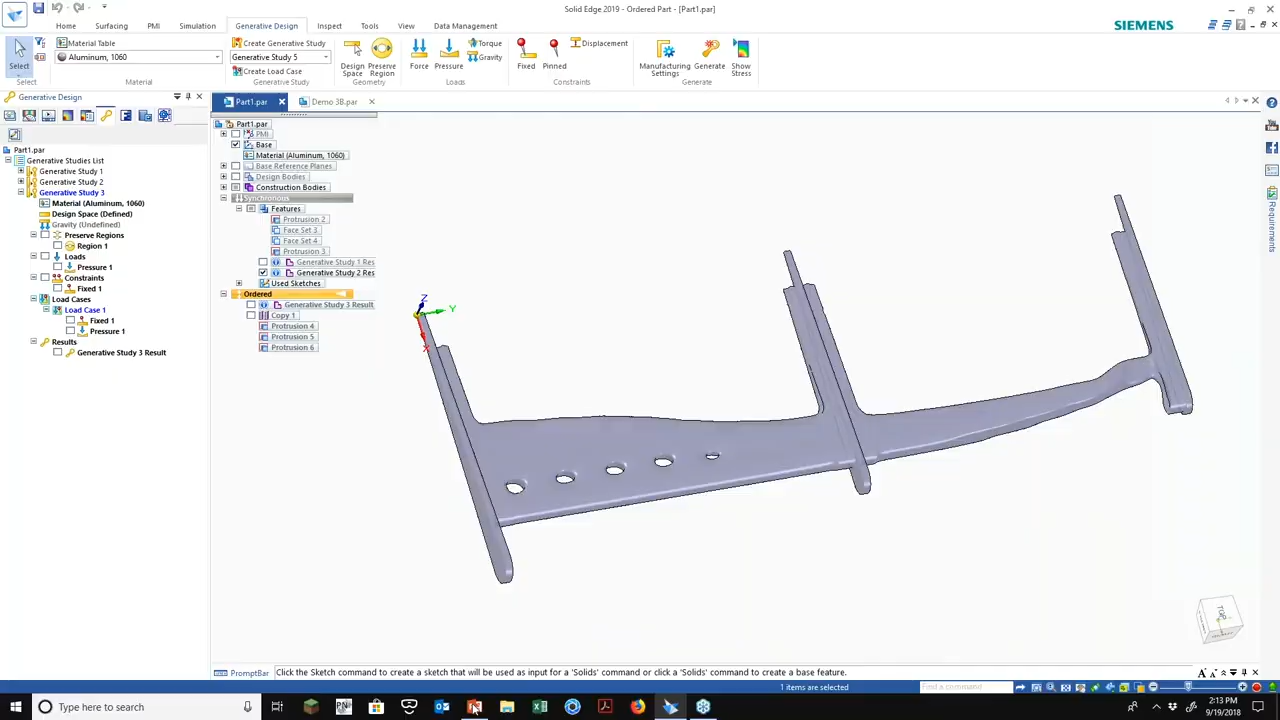 Solid Edge 2019 - Ordered Part - [Part1.par]
Home Surfacing PMI Simulation Generative Design Inspect Tools View Data Management
SIEMENS
Material Table
Aluminum, 1060
Create Generative Study
Generative Study 5
Create Load Case
Torque
Gravity
Displacement
Select
Design Space
Preserve Region
Force
Pressure
Fixed
Pinned
Manufacturing Settings
Generate
Show Stress
Select Material Generative Study Geometry Loads Constraints Generate
Generative Design
Part1.par
Demo 3B.par
Part1.par
Generative Studies List
Generative Study 1
Generative Study 2
Generative Study 3
Material (Aluminum, 1060)
Design Space (Defined)
Gravity (Undefined)
Preserve Regions
Region 1
Loads
Pressure 1
Constraints
Fixed 1
Load Cases
Load Case 1
Fixed 1
Pressure 1
Results
Generative Study 3 Result
Part1.par
PMI
Base
Material (Aluminum, 1060)
Base Reference Planes
Design Bodies
Construction Bodies
Synchronous
Features
Protrusion 2
Face Set 3
Face Set 4
Protrusion 3
Generative Study 1 Res
Generative Study 2 Res
Used Sketches
Ordered
Generative Study 3 Result
Copy 1
Protrusion 4
Protrusion 5
Protrusion 6
Z
Y
X
Requirements
TOP
PromptBar
Click the Sketch command to create a sketch that will be used as input for a 'Solids' command or click a 'Solids' command to create a base feature.
1 items are selected
Find a command
Type here to search
2:13 PM
9/19/2018